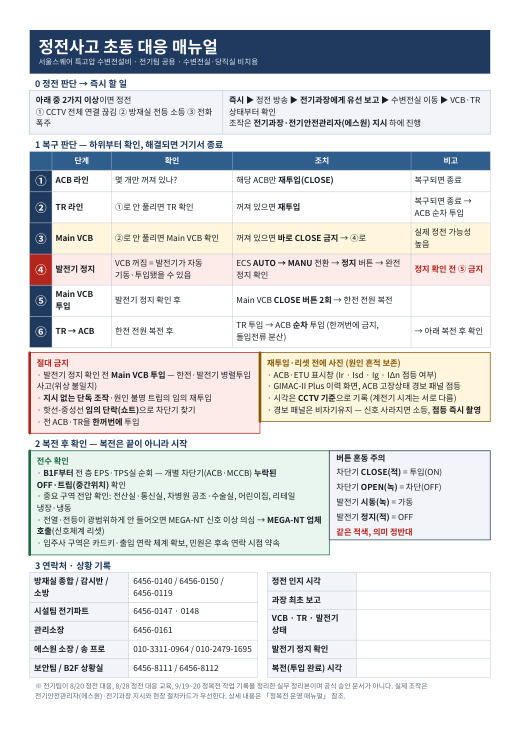 정전사고 초동 대응 매뉴얼
서울스퀘어 특고압 수변전설비 · 전기팀 공용 · 수변전실·당직실 비치용
0 정전 판단 → 즉시 할 일
아래 중 2가지 이상이면 정전
① CCTV 전체 연결 끊김 ② 방재실 전등 소등 ③ 전화
폭주
즉시 ▶ 정전 방송 ▶ 전기과장에게 유선 보고 ▶ 수변전실 이동 ▶ VCB·TR
상태부터 확인
조작은 전기과장·전기안전관리자(에스원) 지시 하에 진행
1 복구 판단 — 하위부터 확인, 해결되면 거기서 종료
단계 확인 조치 비고
① ACB 라인 몇 개만 꺼져 있나? 해당 ACB만 재투입(CLOSE) 복구되면 종료
② TR 라인 ①로 안 풀리면 TR 확인 꺼져 있으면 재투입 복구되면 종료 →
ACB 순차 투입
③ Main VCB ②로 안 풀리면 Main VCB 확인 꺼져 있으면 바로 CLOSE 금지 → ④로 실제 정전 가능성
높음
④ 발전기 정지 VCB 꺼짐 = 발전기가 자동
기동·투입됐을 수 있음 ECS AUTO → MANU 전환 → 정지 버튼 → 완전
정지 확인 정지 확인 전 ⑤ 금지
⑤ Main VCB
투입 발전기 정지 확인 후 Main VCB CLOSE 버튼 2회 → 한전 전원 복전
⑥ TR → ACB 한전 전원 복전 후 TR 투입 → ACB 순차 투입 (한꺼번에 금지,
돌입전류 분산) → 아래 복전 후 확인
절대 금지
· 발전기 정지 확인 전 Main VCB 투입 — 한전·발전기 병렬투입
사고(위상 불일치)
· 지시 없는 단독 조작 · 원인 불명 트립의 임의 재투입
· 핫선-중성선 임의 단락(쇼트)으로 차단기 찾기
· 전 ACB·TR을 한꺼번에 투입
재투입·리셋 전에 사진 (원인 흔적 보존)
· ACB·ETU 표시창 (Ir · Isd · Ig · IΔn 점등 여부)
· GIMAC-II Plus 이력 화면, ACB 고장상태 경보 패널 점등
· 시각은 CCTV 기준으로 기록 (계전기 시계는 서로 다름)
· 경보 패널은 비자기유지 — 신호 사라지면 소등, 점등 즉시 촬영
2 복전 후 확인 — 복전은 끝이 아니라 시작
전수 확인
· B1F부터 전 층 EPS·TPS실 순회 — 개별 차단기(ACB·MCCB) 누락된
OFF·트립(중간위치) 확인
· 중요 구역 전압 확인: 전산실·통신실, 차병원 공조·수술실, 어린이집, 리테일
냉장·냉동
· 전열·전등이 광범위하게 안 들어오면 MEGA-NT 신호 이상 의심 → MEGA-NT 업체
호출(신호체계 리셋)
· 입주사 구역은 카드키·출입 연락 체계 확보, 민원은 후속 연락 시점 약속
버튼 혼동 주의
차단기 CLOSE(적) = 투입(ON)
차단기 OPEN(녹) = 차단(OFF)
발전기 시동(녹) = 가동
발전기 정지(적) = OFF
같은 적색, 의미 정반대
3 연락처 · 상황 기록
방재실 종합 / 감시반 /
소방 6456-0140 / 6456-0150 /
6456-0119
시설팀 전기파트 6456-0147 · 0148
관리소장 6456-0161
에스원 소장 / 송 프로 010-3311-0964 / 010-2479-1695
보안팀 / B2F 상황실 6456-8111 / 6456-8112
정전 인지 시각
과장 최초 보고
VCB · TR · 발전기
상태
발전기 정지 확인
복전(투입 완료) 시각
※ 전기팀이 8/20 정전 대응, 8/28 정전 대응 교육, 9/19~20 정복전 작업 기록을 정리한 실무 정리본이며 공식 승인 문서가 아니다. 실제 조작은
전기안전관리자(에스원)·전기과장 지시와 현장 절차카드가 우선한다. 상세 내용은 「정복전 운영 매뉴얼」 참조.